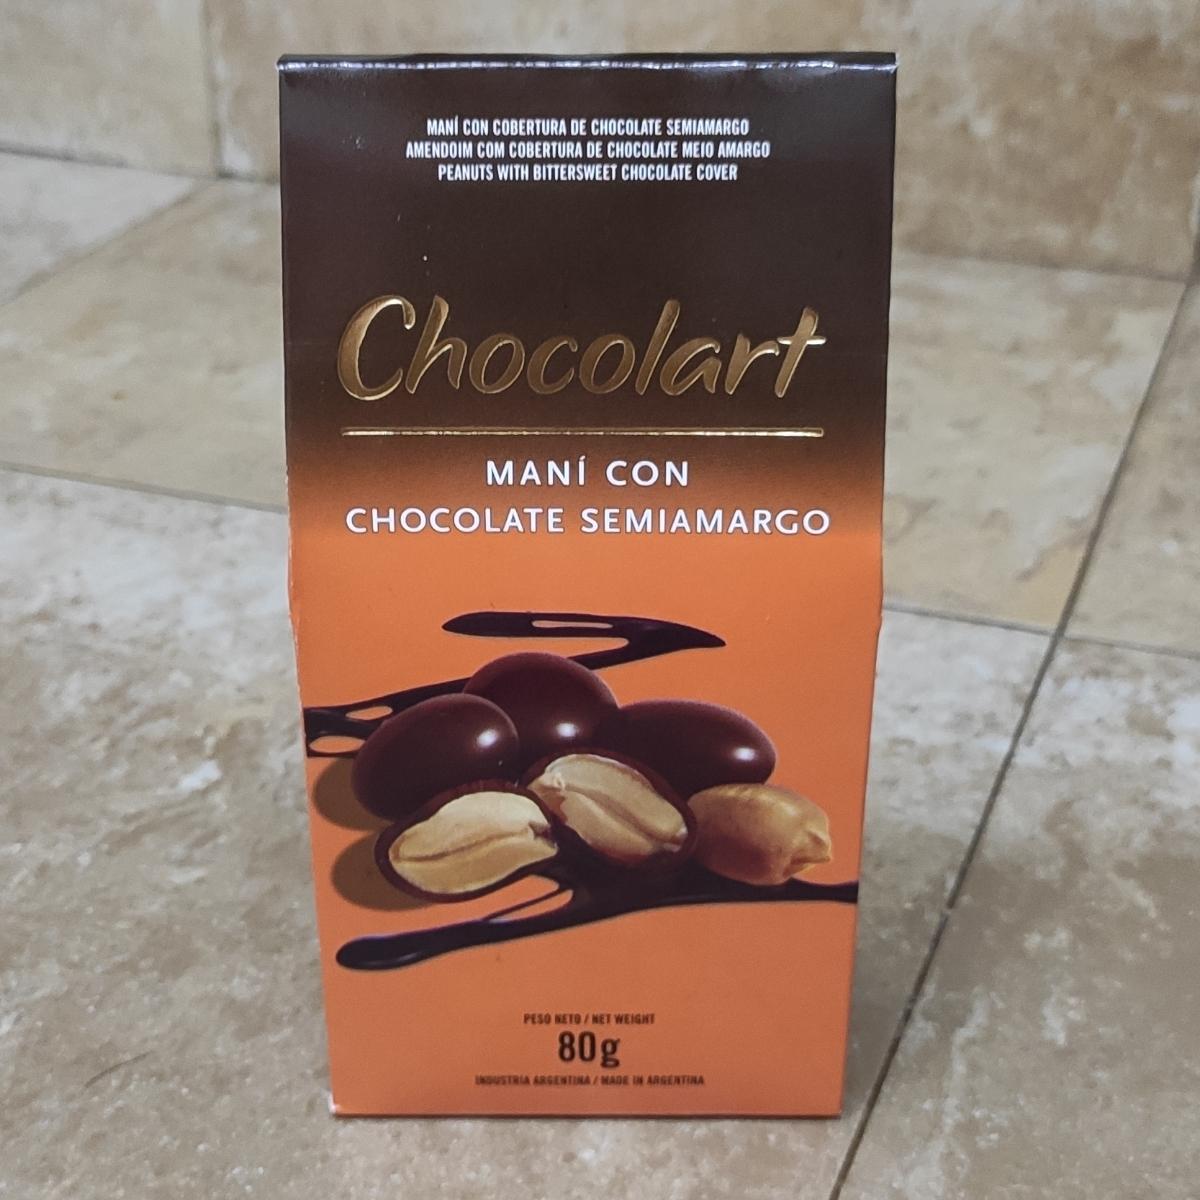 MANÍ CON COBERTURA DE CHOCOLATE SEMIAMARGO
AMENDOIM COM COBERTURA DE CHOCOLATE MEIO AMARGO
PEANUTS WITH BITTERSWEET CHOCOLATE COVER
Chocolart
MANÍ CON
CHOCOLATE SEMIAMARGO
PESO NETO / NET WEIGHT
80g
INDUSTRIA ARGENTINA / MADE IN ARGENTINA